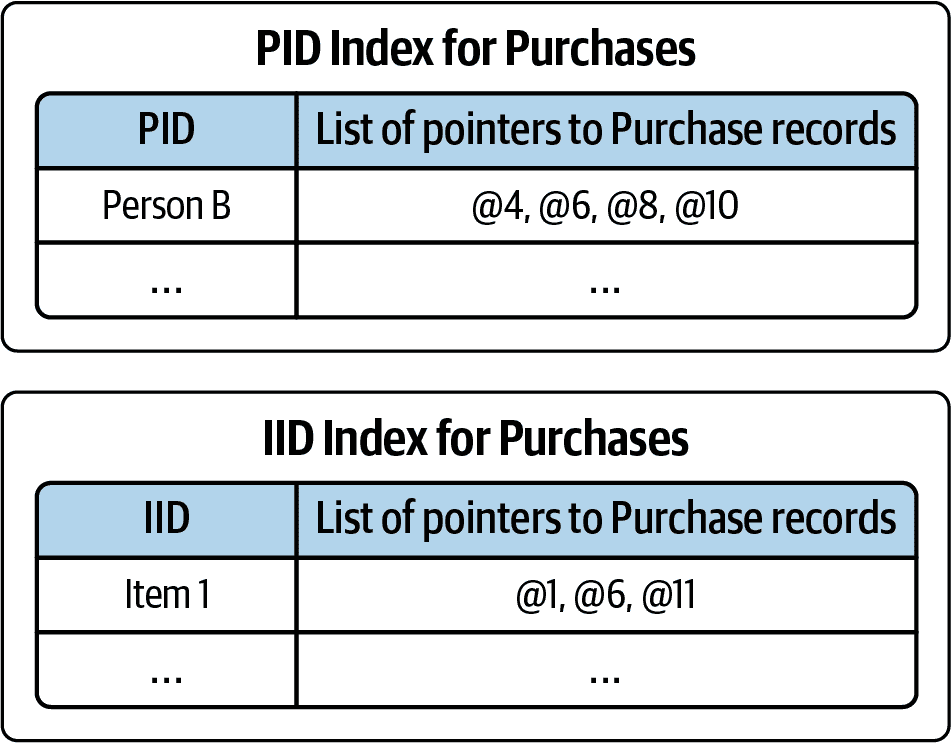 PID Index for Purchases
PID List of pointers to Purchase records
Person B @4, @6, @8, @10
... ...
IID Index for Purchases
IID List of pointers to Purchase records
Item 1 @1, @6, @11
... ...